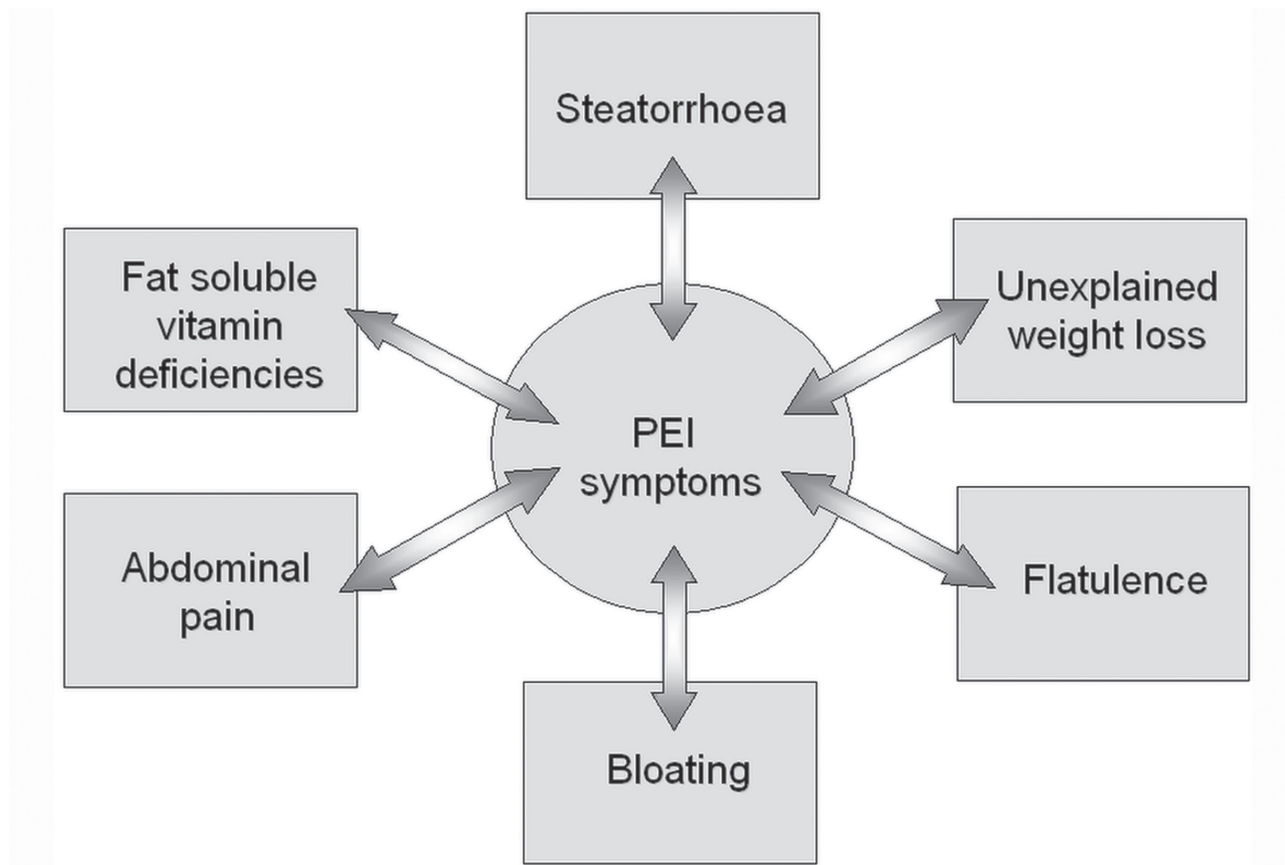 Steatorrhoea
Unexplained
weight loss
Fat soluble
vitamin
deficiencies
PEI
symptoms
Abdominal
pain
Flatulence
Bloating